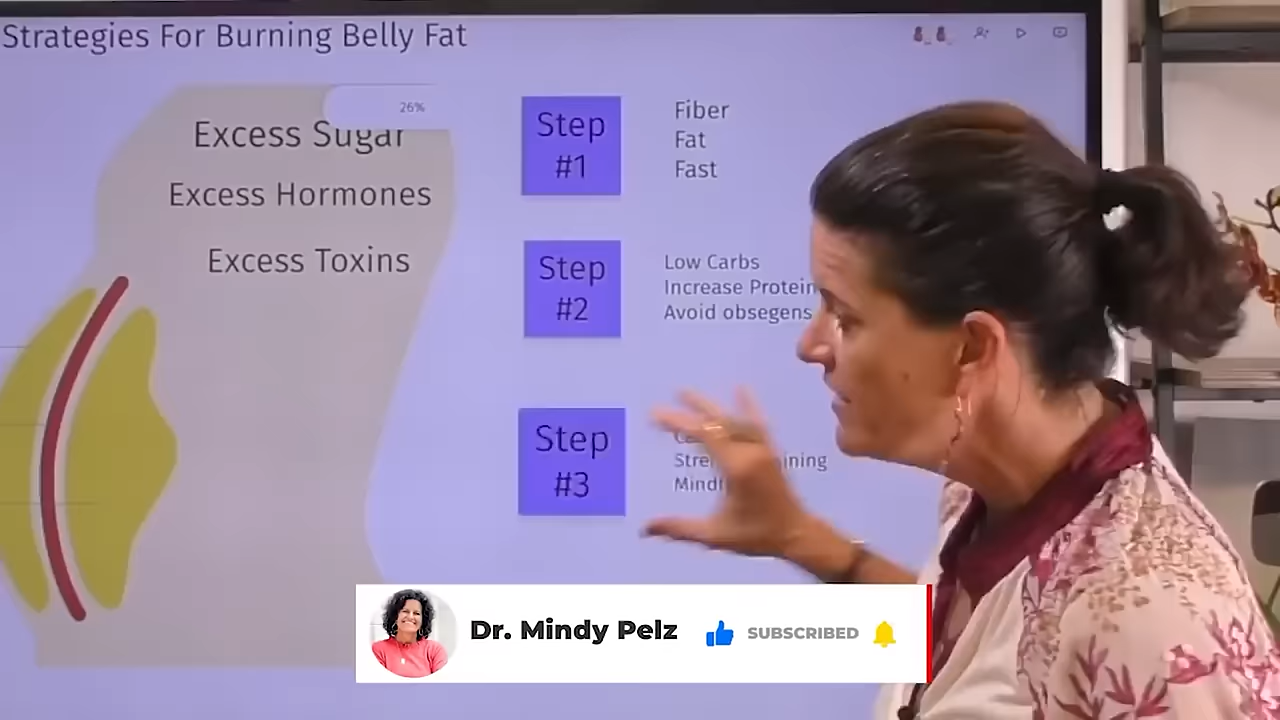 Strategies For Burning Belly Fat
26%
Excess Sugar
Excess Hormones
Excess Toxins
Step
#1
Fiber
Fat
Fast
Step
#2
Low Carbs
Increase Protein
Avoid obsegens
Step
#3
Dr. Mindy Pelz
SUBSCRIBED